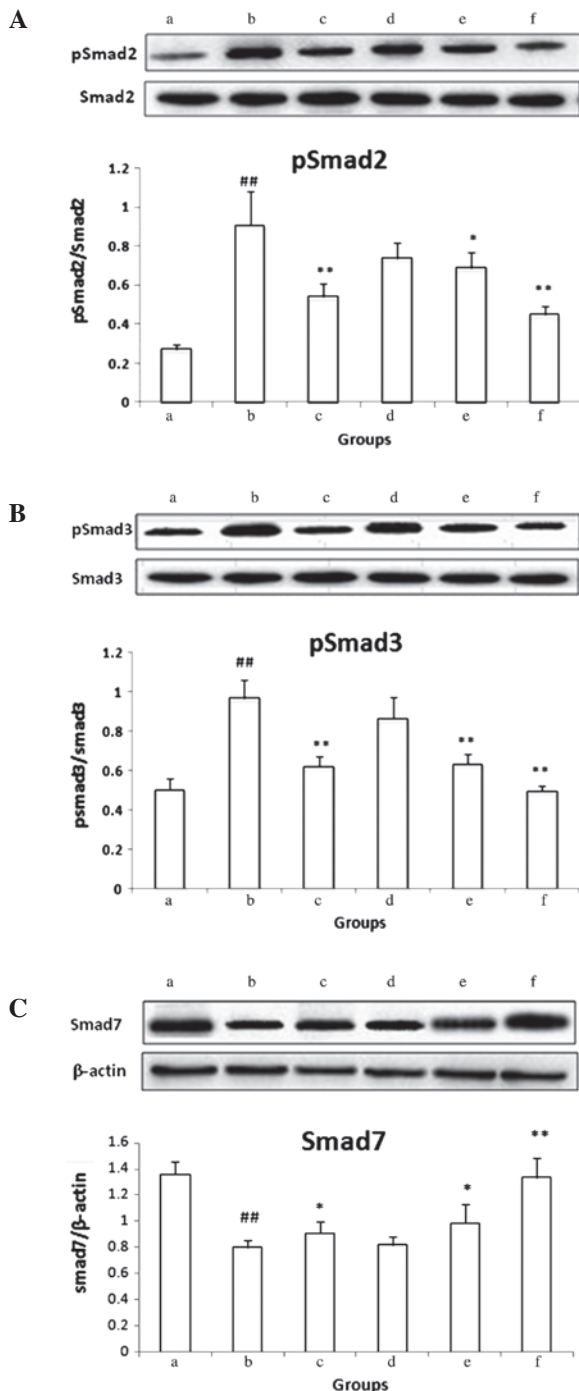 A
a b c d e f
pSmad2
Smad2
pSmad2
pSmad2/Smad2
1.2
1
0.8
0.6
0.4
0.2
0
##
**
*
**
a b c d e f
Groups
B
a b c d e f
pSmad3
Smad3
pSmad3
psmad3/smad3
1.2
1
0.8
0.6
0.4
0.2
0
##
**
**
**
a b c d e f
Groups
C
a b c d e f
Smad7
β-actin
Smad7
smad7/β-actin
1.6
1.4
1.2
1
0.8
0.6
0.4
0.2
0
##
*
*
**
a b c d e f
Groups